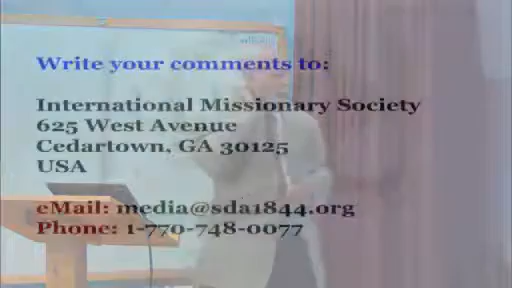 Write your comments to:
International Missionary Society
625 West Avenue
Cedartown, GA 30125
USA
eMail: media@sda1844.org
Phone: 1-770-748-0077